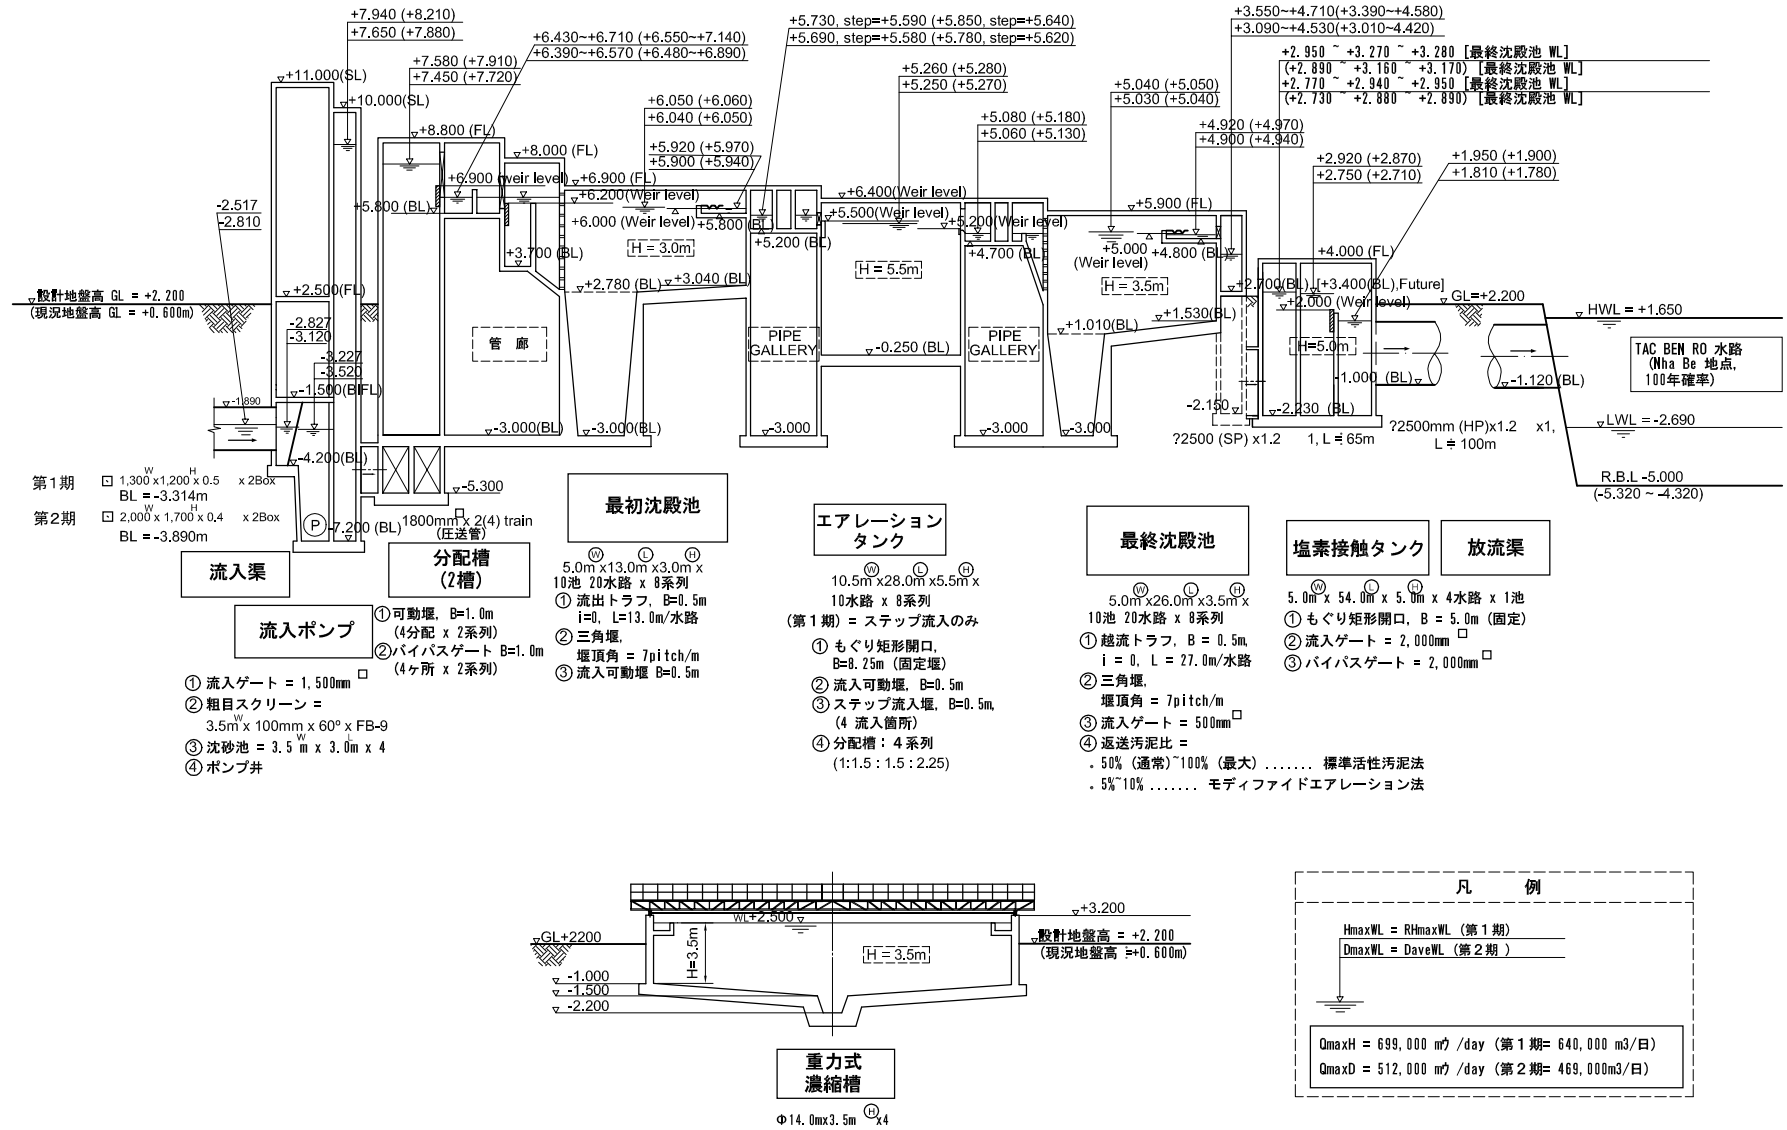 +7.940 (+8.210)
+7.650 (+7.880)
+11.000(SL)
+10.000(SL)
+7.580 (+7.910)
+7.450 (+7.720)
+8.800 (FL)
+6.430~+6.710 (+6.550~+7.140)
+6.390~+6.570 (+6.480~+6.890)
+8.000 (FL)
+6.900 (weir level)
+6.900 (FL)
+6.200(Weir level)
+6.000 (Weir level)
+5.800 (BL)
+6.050 (+6.060)
+6.040 (+6.050)
+5.920 (+5.970)
+5.900 (+5.940)
+5.730, step=+5.590 (+5.850, step=+5.640)
+5.690, step=+5.580 (+5.780, step=+5.620)
+5.260 (+5.280)
+5.250 (+5.270)
+5.080 (+5.180)
+5.060 (+5.130)
+5.040 (+5.050)
+5.030 (+5.040)
+4.920 (+4.970)
+4.900 (+4.940)
+3.550~+4.710(+3.390~+4.580)
+3.090~+4.530(+3.010~4.420)
+2.950 ~ +3.270 ~ +3.280 [最終沈殿池 WL]
(+2.890 ~ +3.160 ~ +3.170) [最終沈殿池 WL]
+2.770 ~ +2.940 ~ +2.950 [最終沈殿池 WL]
(+2.730 ~ +2.880 ~ +2.890) [最終沈殿池 WL]
+2.920 (+2.870)
+2.750 (+2.710)
+1.950 (+1.900)
+1.810 (+1.780)
-2.517
-2.810
設計地盤高 GL = +2.200
(現況地盤高 GL = +0.600m)
+2.500(FL)
-2.827
-3.120
-3.227
-3.520
-1.500(BIFL)
-1.890
-4.200(BL)
P
-7.200 (BL)
-5.300
+3.700 (BL)
管 廊
-3.000(BL)
H = 3.0m
+5.800 (BL)
+2.780 (BL)
+3.040 (BL)
-3.000(BL)
+5.200 (BL)
PIPE
GALLERY
-3.000
+6.400(Weir level)
+5.500(Weir level)
H = 5.5m
-0.250 (BL)
+5.200(Weir level)
+4.700(BL)
PIPE
GALLERY
-3.000
+5.900 (FL)
+5.000
(Weir level)
+4.800 (BL)
H = 3.5m
+1.010(BL)
+1.530(BL)
-3.000
+4.000(FL)
+2.700(BL), [+3.400(BL),Future]
+2.000 (Weir level)
H=5.0m
-1.000 (BL)
-2.150
-2.230 (BL)
?2500 (SP) x1.2 1, L ≒ 65m
?2500mm (HP)x1.2 x1,
L ≒ 100m
GL=+2.200
HWL = +1.650
TAC BEN RO 水路
(Nha Be 地点,
100年確率)
-1.120 (BL)
LWL = -2.690
R.B.L -5.000
(-5.320 ~ -4.320)
W H
第1期 1,300 x1,200 x 0.5 x 2Box
BL = -3.314m
W H
第2期 2,000 x 1,700 x 0.4 x 2Box
BL = -3.890m
流入渠
流入ポンプ
① 流入ゲート = 1,500mm □
② 粗目スクリーン =
3.5m W x 100mm x 60º x FB-9
③ 沈砂池 = 3.5 W m x 3.0 L m x 4
④ ポンプ井
1800mm □ x 2(4) train
(圧送管)
分配槽
(2槽)
① 可動堰, B=1.0m
(4分配 x 2系列)
② バイパスゲート B=1.0m
(4ヶ所 x 2系列)
最初沈殿池
Ⓦ Ⓛ Ⓗ
5.0m x13.0m x3.0m x
10池 20水路 x 8系列
① 流出トラフ, B=0.5m
i=0, L=13.0m/水路
② 三角堰,
堰頂角 = 7pitch/m
③ 流入可動堰 B=0.5m
エアレーション
タンク
Ⓦ Ⓛ Ⓗ
10.5m x28.0m x5.5m x
10水路 x 8系列
(第1期) = ステップ流入のみ
① もぐり矩形開口,
B=8.25m (固定堰)
② 流入可動堰, B=0.5m
③ ステップ流入堰, B=0.5m,
(4 流入箇所)
④ 分配槽: 4系列
(1:1.5 : 1.5 : 2.25)
最終沈殿池
Ⓦ Ⓛ Ⓗ
5.0m x26.0m x3.5m x
10池 20水路 x 8系列
① 越流トラフ, B = 0.5m,
i = 0, L = 27.0m/水路
② 三角堰,
堰頂角 = 7pitch/m
③ 流入ゲート = 500mm □
④ 返送汚泥比 =
. 50% (通常)~100% (最大) ....... 標準活性汚泥法
. 5%~10% ....... モディファイドエアレーション法
塩素接触タンク
Ⓦ Ⓛ Ⓗ
5.0m x 54.0m x 5.0m x 4水路 x 1池
① もぐり矩形開口, B = 5.0m (固定)
② 流入ゲート = 2,000mm □
③ バイパスゲート = 2,000mm □
放流渠
WL+2.500
+3.200
GL+2200
H=3.5m
H = 3.5m
設計地盤高 = +2.200
(現況地盤高 =+0.600m)
-1.000
-1.500
-2.200
重力式
濃縮槽
Φ14.0mx3.5m Ⓗ x4
凡 例
HmaxWL = RHmaxWL (第1期)
DmaxWL = DaveWL (第2期 )
QmaxH = 699,000 m³ /day (第1期= 640,000 m3/日)
QmaxD = 512,000 m³ /day (第2期= 469,000m3/日)